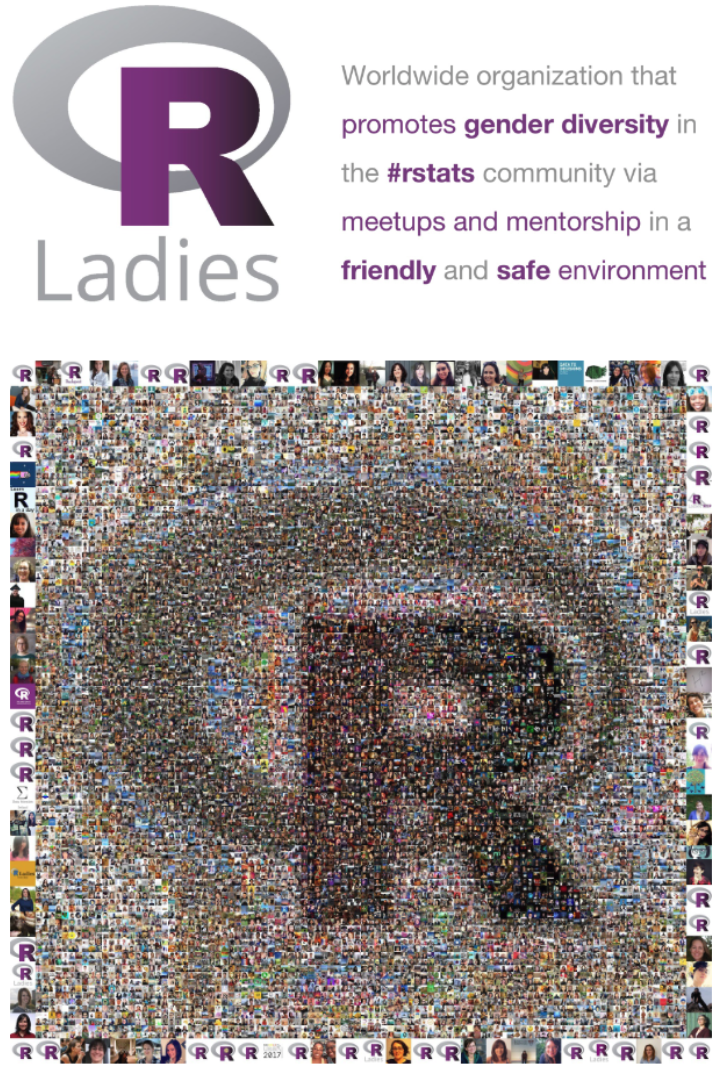 R
Ladies
Worldwide organization that
promotes gender diversity in
the #rstats community via
meetups and mentorship in a
friendly and safe environment
R
2017